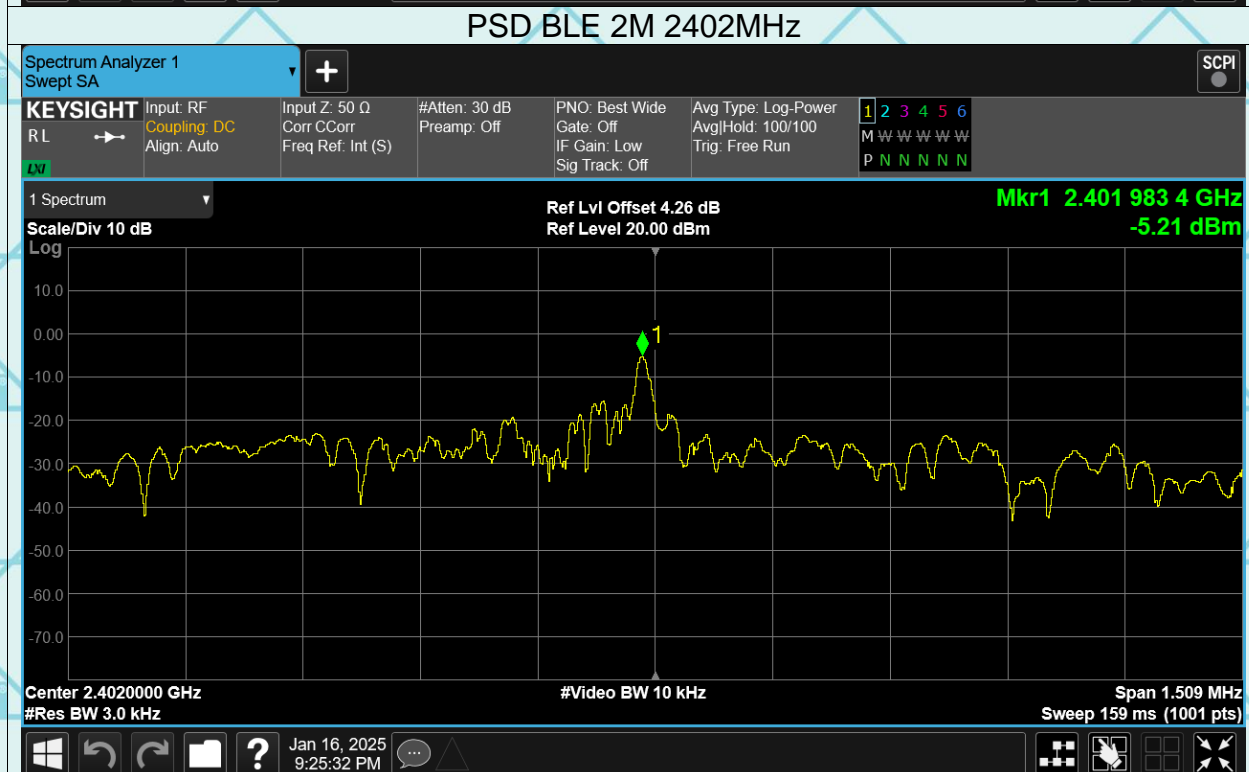 PSD BLE 2M 2402MHz
Spectrum Analyzer 1
Swept SA
+
SCPI
KEYSIGHT
R L
LXI
Input: RF
Coupling: DC
Align: Auto
Input Z: 50 Ω
Corr CCorr
Freq Ref: Int (S)
#Atten: 30 dB
Preamp: Off
PNO: Best Wide
Gate: Off
IF Gain: Low
Sig Track: Off
Avg Type: Log-Power
Avg|Hold: 100/100
Trig: Free Run
1 2 3 4 5 6
M W W W W W
P N N N N N
1 Spectrum
Scale/Div 10 dB
Ref Lvl Offset 4.26 dB
Ref Level 20.00 dBm
Mkr1 2.401 983 4 GHz
-5.21 dBm
Log
10.0
0.00
-10.0
-20.0
-30.0
-40.0
-50.0
-60.0
-70.0
1
Center 2.4020000 GHz
#Res BW 3.0 kHz
#Video BW 10 kHz
Span 1.509 MHz
Sweep 159 ms (1001 pts)
?
Jan 16, 2025
9:25:32 PM